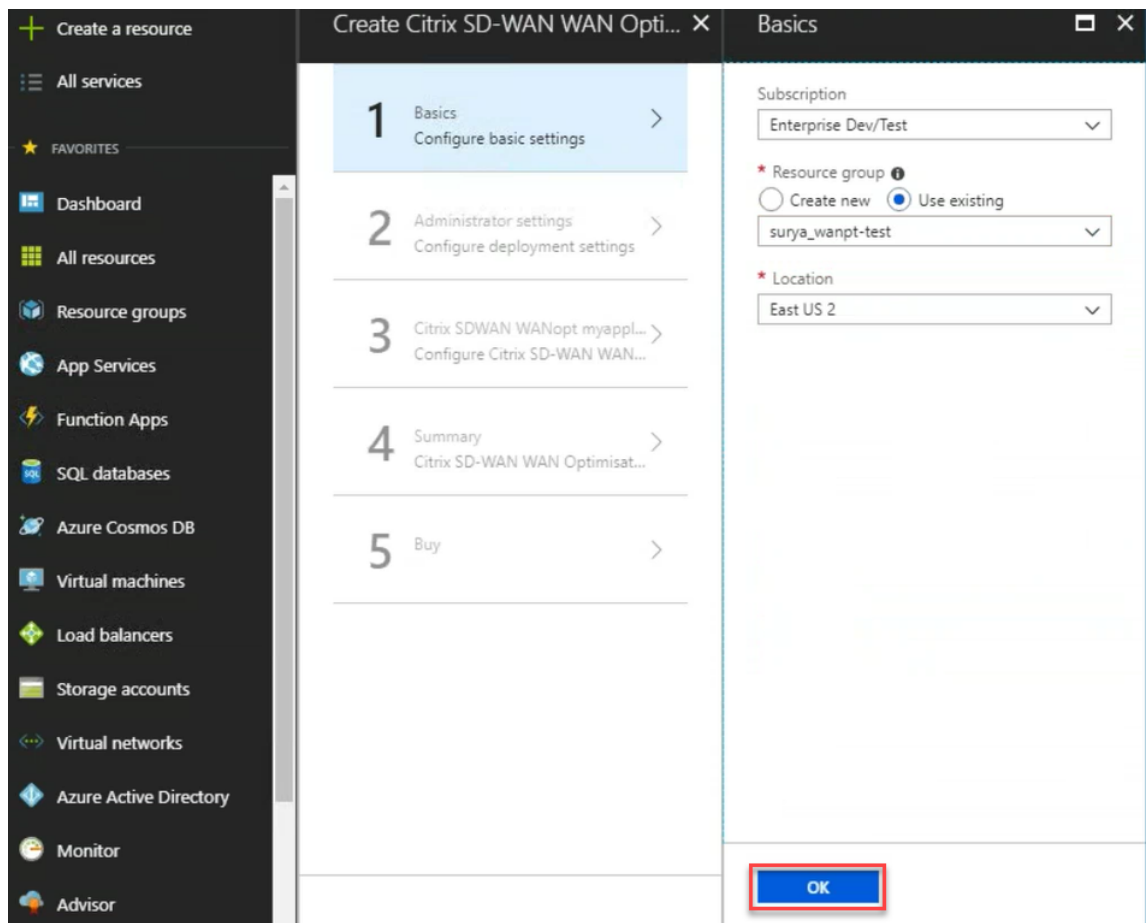 Create a resource
All services
FAVORITES
Dashboard
All resources
Resource groups
App Services
Function Apps
SQL databases
Azure Cosmos DB
Virtual machines
Load balancers
Storage accounts
Virtual networks
Azure Active Directory
Monitor
Advisor
Create Citrix SD-WAN WAN Opti...
1
Basics
Configure basic settings
2
Administrator settings
Configure deployment settings
3
Citrix SDWAN WANopt myappl...
Configure Citrix SD-WAN WAN...
4
Summary
Citrix SD-WAN WAN Optimisat...
5
Buy
Basics
Subscription
Enterprise Dev/Test
* Resource group
Create new Use existing
surya_wanpt-test
* Location
East US 2
OK